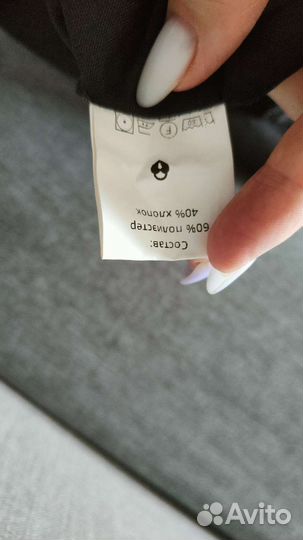 Состав:
60% полиэстер
40% хлопок
F
Avito